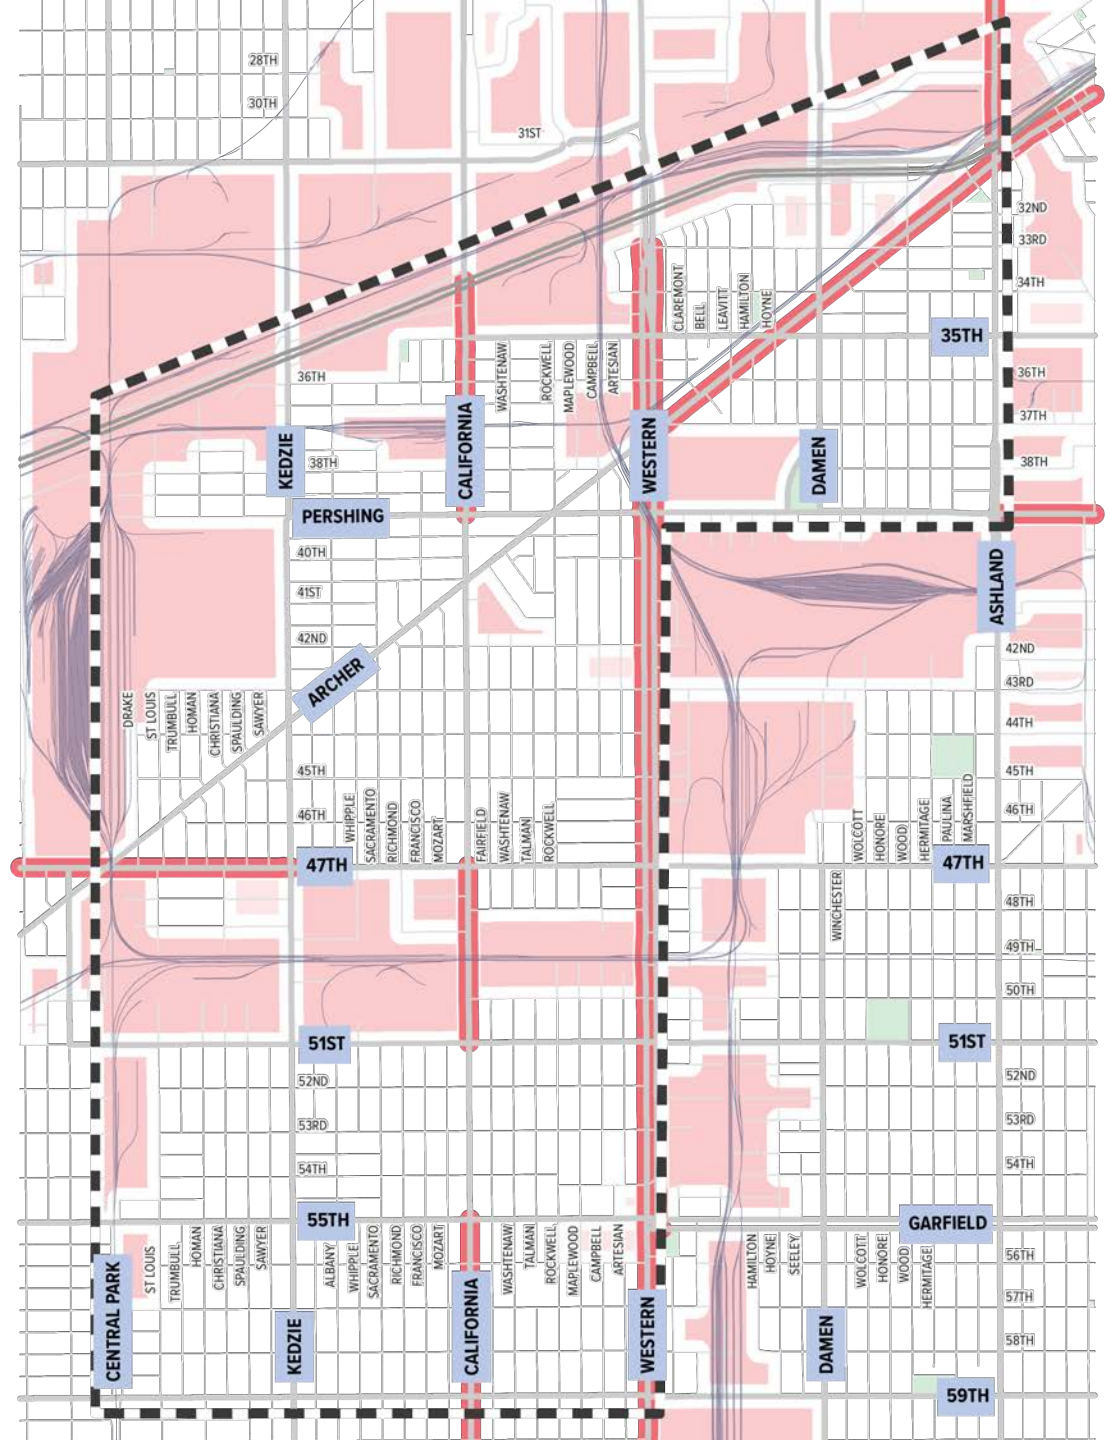 28TH
30TH
31ST
32ND
33RD
34TH
CLAREMONT
BELL
LEAVITT
HAMILTON
HOYNE
35TH
36TH
WASHTENAW
ROCKWELL
MAPLEWOOD
CAMPBELL
ARTESIAN
36TH
37TH
KEDZIE
CALIFORNIA
WESTERN
DAMEN
38TH
38TH
PERSHING
40TH
ASHLAND
41ST
42ND
42ND
ARCHER
43RD
DRAKE
ST LOUIS
TRUMBULL
HOMAN
CHRISTIANA
SPAULDING
SAWYER
44TH
45TH
45TH
46TH
WHIPPLE
SACRAMENTO
RICHMOND
FRANCISCO
MOZART
FAIRFIELD
WASHTENAW
TALMAN
ROCKWELL
WOLCOTT
HONORE
WOOD
HERMITAGE
PAULINA
MARSHFIELD
46TH
47TH
47TH
WINCHESTER
48TH
49TH
50TH
51ST
51ST
52ND
52ND
53RD
53RD
54TH
54TH
55TH
GARFIELD
ST LOUIS
TRUMBULL
HOMAN
CHRISTIANA
SPAULDING
SAWYER
ALBANY
WHIPPLE
SACRAMENTO
RICHMOND
FRANCISCO
MOZART
WASHTENAW
TALMAN
ROCKWELL
MAPLEWOOD
CAMPBELL
ARTESIAN
HAMILTON
HOYNE
SEELEY
WOLCOTT
HONORE
WOOD
HERMITAGE
56TH
57TH
CENTRAL PARK
KEDZIE
CALIFORNIA
WESTERN
DAMEN
58TH
59TH